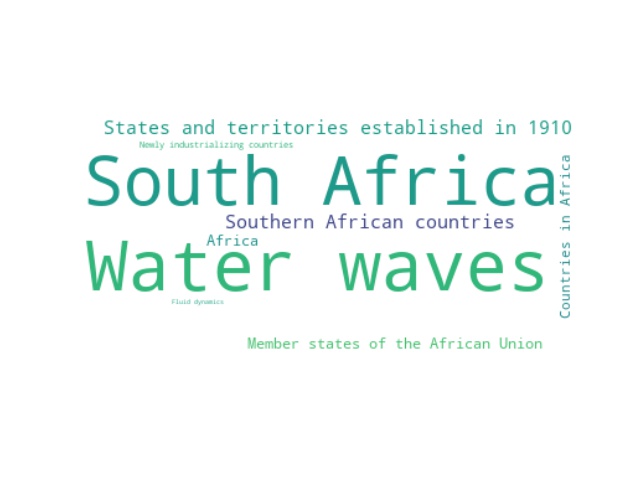 States and territories established in 1910
Newly industrializing countries
South Africa
Countries in Africa
Southern African countries
Africa
Water waves
Fluid dynamics
Member states of the African Union